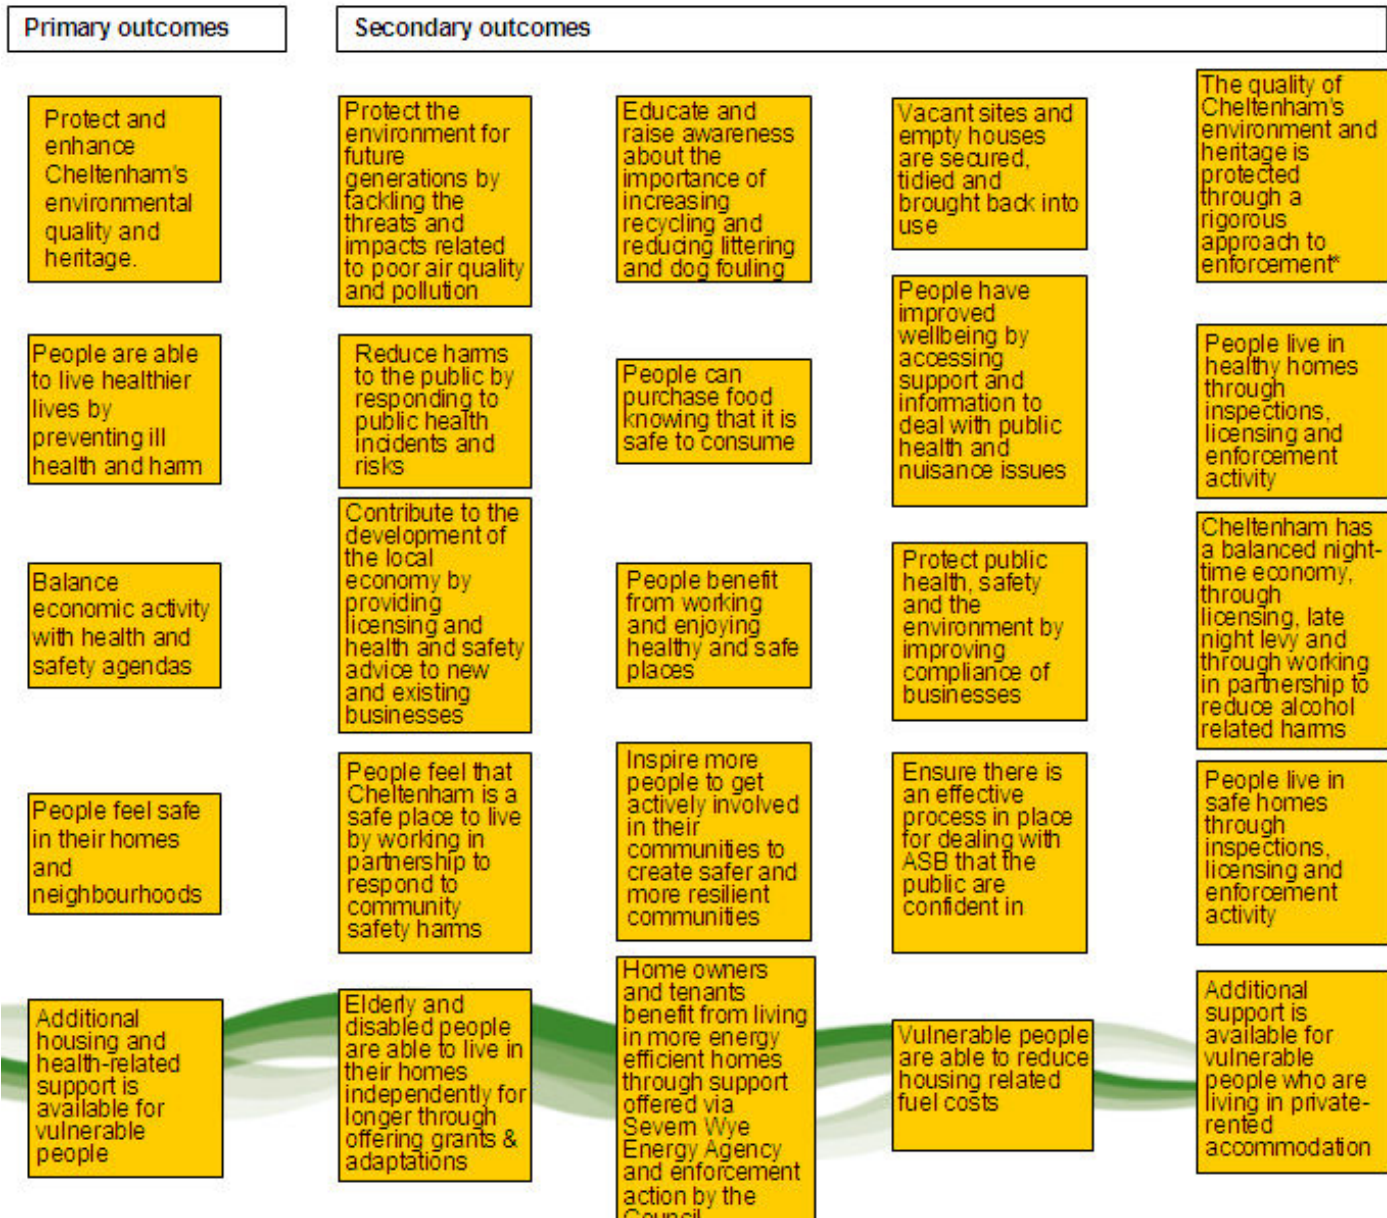 Primary outcomes
Secondary outcomes
Protect and
enhance
Cheltenham's
environmental
quality and
heritage.
Protect the
environment for
future
generations by
tackling the
threats and
impacts related
to poor air quality
and pollution
Educate and
raise awareness
about the
importance of
increasing
recycling and
reducing littering
and dog fouling
Vacant sites and
empty houses
are secured,
tidied and
brought back into
use
The quality of
Cheltenham's
environment and
heritage is
protected
through a
rigorous
approach to
enforcement*
People are able
to live healthier
lives by
preventing ill
health and harm
Reduce harms
to the public by
responding to
public health
incidents and
risks
People can
purchase food
knowing that it is
safe to consume
People have
improved
wellbeing by
accessing
support and
information to
deal with public
health and
nuisance issues
People live in
healthy homes
through
inspections,
licensing and
enforcement
activity
Balance
economic activity
with health and
safety agendas
Contribute to the
development of
the local
economy by
providing
licensing and
health and safety
advice to new
and existing
businesses
People benefit
from working
and enjoying
healthy and safe
places
Protect public
health, safety
and the
environment by
improving
compliance of
businesses
Cheltenham has
a balanced night-
time economy,
through
licensing, late
night levy and
through working
in partnership to
reduce alcohol
related harms
People feel safe
in their homes
and
neighbourhoods
People feel that
Cheltenham is a
safe place to live
by working in
partnership to
respond to
community
safety harms
Inspire more
people to get
actively involved
in their
communities to
create safer and
more resilient
communities
Ensure there is
an effective
process in place
for dealing with
ASB that the
public are
confident in
People live in
safe homes
through
inspections,
licensing and
enforcement
activity
Additional
housing and
health-related
support is
available for
vulnerable
people
Elderly and
disabled people
are able to live in
their homes
independently for
longer through
offering grants &
adaptations
Home owners
and tenants
benefit from living
in more energy
efficient homes
through support
offered via
Severn Wye
Energy Agency
and enforcement
action by the
Council
Vulnerable people
are able to reduce
housing related
fuel costs
Additional
support is
available for
vulnerable
people who are
living in private-
rented
accommodation